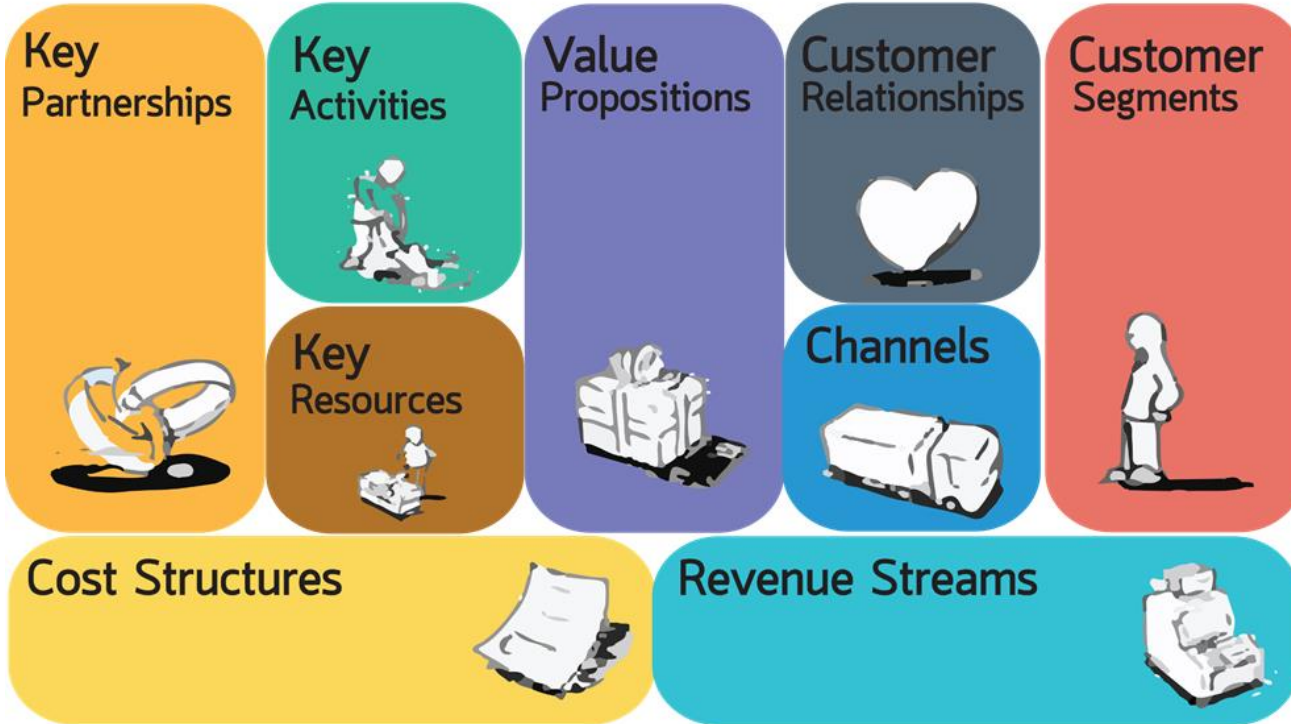 Key
Partnerships
Key
Activities
Key
Resources
Value
Propositions
Customer
Relationships
Channels
Customer
Segments
Cost Structures
Revenue Streams